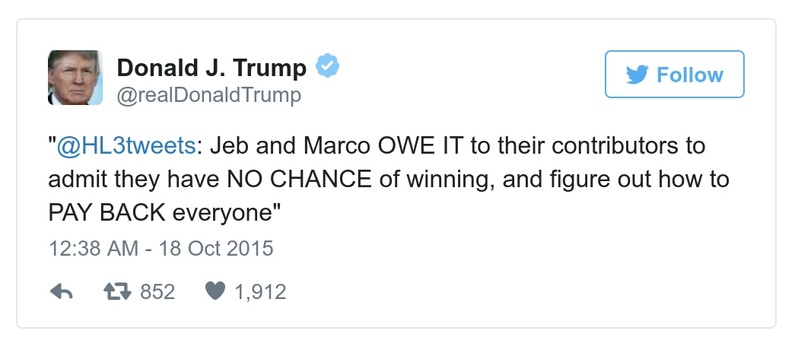 Donald J. Trump
@realDonaldTrump
Follow
"@HL3tweets: Jeb and Marco OWE IT to their contributors to
admit they have NO CHANCE of winning, and figure out how to
PAY BACK everyone"
12:38 AM - 18 Oct 2015
852 1,912